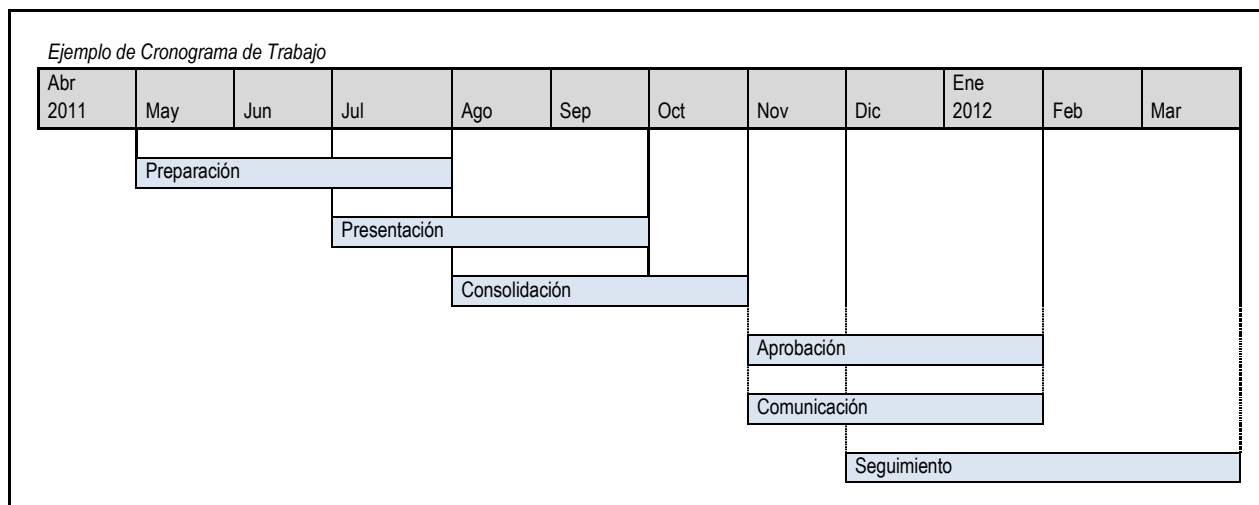 Ejemplo de Cronograma de Trabajo
Abr Ene
2011 May Jun Jul Ago Sep Oct Nov Dic 2012 Feb Mar
Preparación
Presentación
Consolidación
Aprobación
Comunicación
Seguimiento